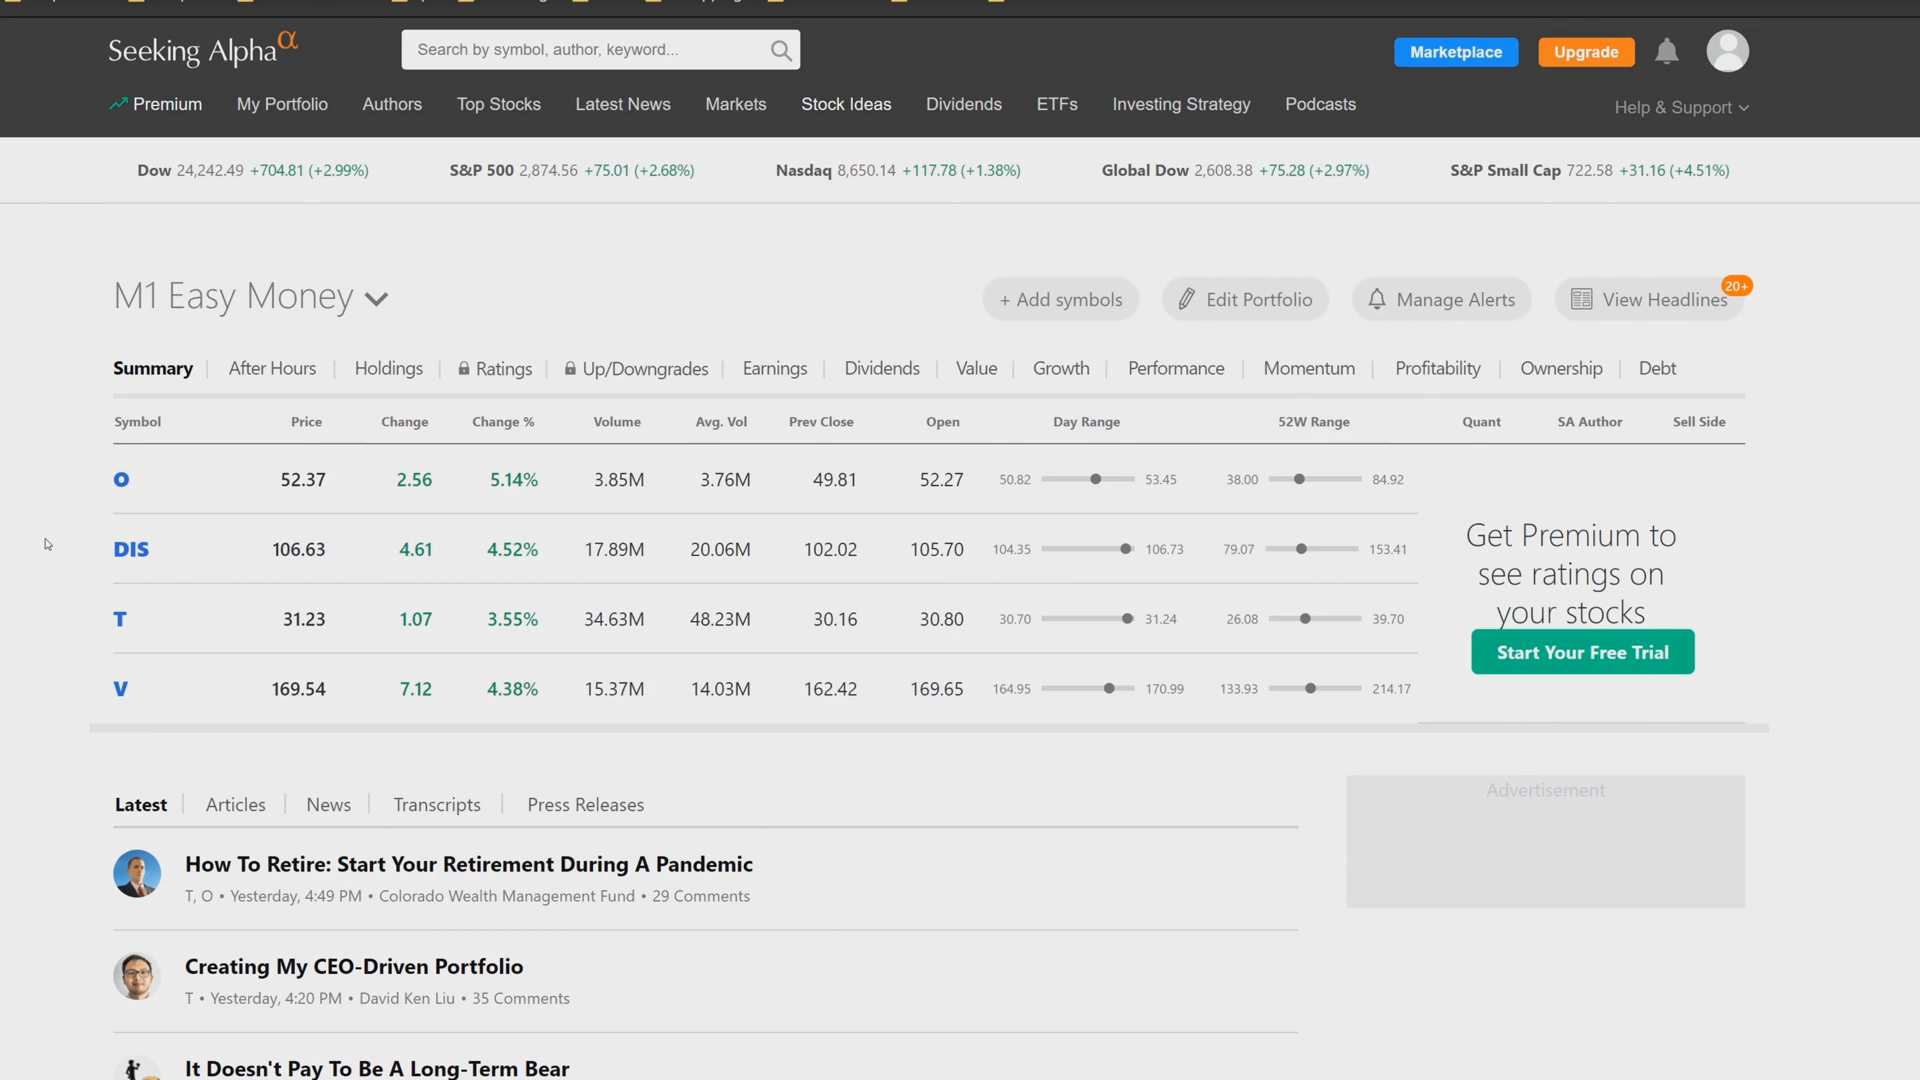 Seeking Alpha α
Search by symbol, author, keyword...
Marketplace
Upgrade
Premium My Portfolio Authors Top Stocks Latest News Markets Stock Ideas Dividends ETFs Investing Strategy Podcasts
Help & Support
Dow 24,242.49 +704.81 (+2.99%) S&P 500 2,874.56 +75.01 (+2.68%) Nasdaq 8,650.14 +117.78 (+1.38%) Global Dow 2,608.38 +75.28 (+2.97%) S&P Small Cap 722.58 +31.16 (+4.51%)
M1 Easy Money
+ Add symbols Edit Portfolio Manage Alerts View Headlines 20+
Summary After Hours Holdings Ratings Up/Downgrades Earnings Dividends Value Growth Performance Momentum Profitability Ownership Debt
Symbol Price Change Change % Volume Avg. Vol Prev Close Open Day Range 52W Range Quant SA Author Sell Side
O 52.37 2.56 5.14% 3.85M 3.76M 49.81 52.27 50.82 53.45 38.00 84.92
DIS 106.63 4.61 4.52% 17.89M 20.06M 102.02 105.70 104.35 106.73 79.07 153.41
T 31.23 1.07 3.55% 34.63M 48.23M 30.16 30.80 30.70 31.24 26.08 39.70
V 169.54 7.12 4.38% 15.37M 14.03M 162.42 169.65 164.95 170.99 133.93 214.17
Get Premium to
see ratings on
your stocks
Start Your Free Trial
Latest Articles News Transcripts Press Releases
Advertisement
How To Retire: Start Your Retirement During A Pandemic
T, O • Yesterday, 4:49 PM • Colorado Wealth Management Fund • 29 Comments
Creating My CEO-Driven Portfolio
T • Yesterday, 4:20 PM • David Ken Liu • 35 Comments
It Doesn't Pay To Be A Long-Term Bear